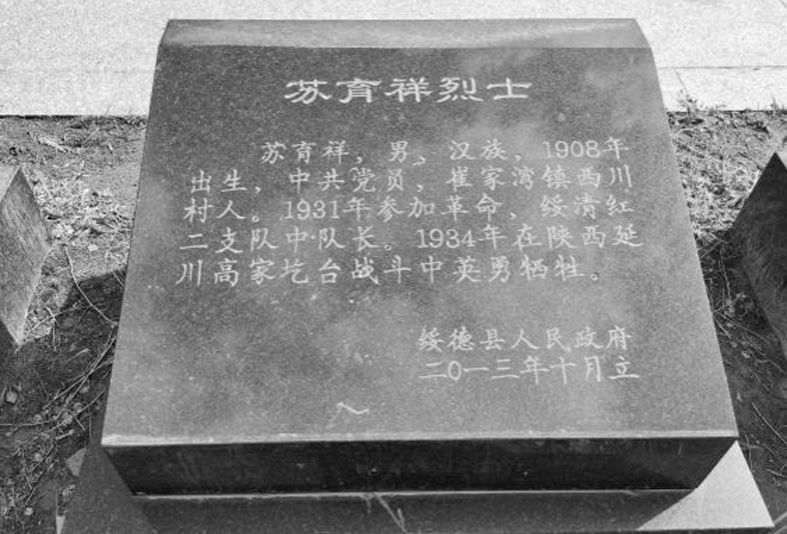 苏育祥烈士
苏育祥，男，汉族，1908年
出生，中共党员，崔家湾镇西川
村人。1931年参加革命，绥清红
二支队中队长。1934年在陕西延
川高家圪台战斗中英勇牺牲。
绥德县人民政府
二0一三年十月立